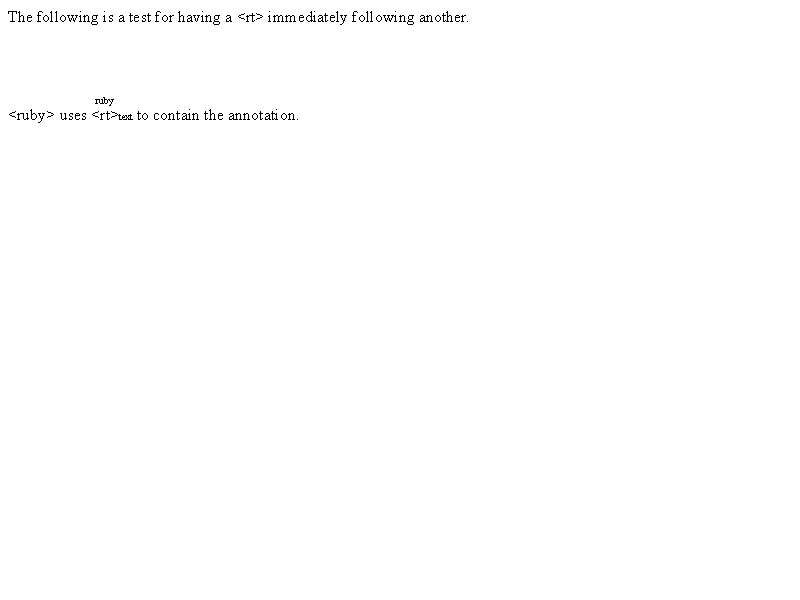 The following is a test for having a <rt> immediately following another.
ruby
<ruby> uses <rt>text to contain the annotation.